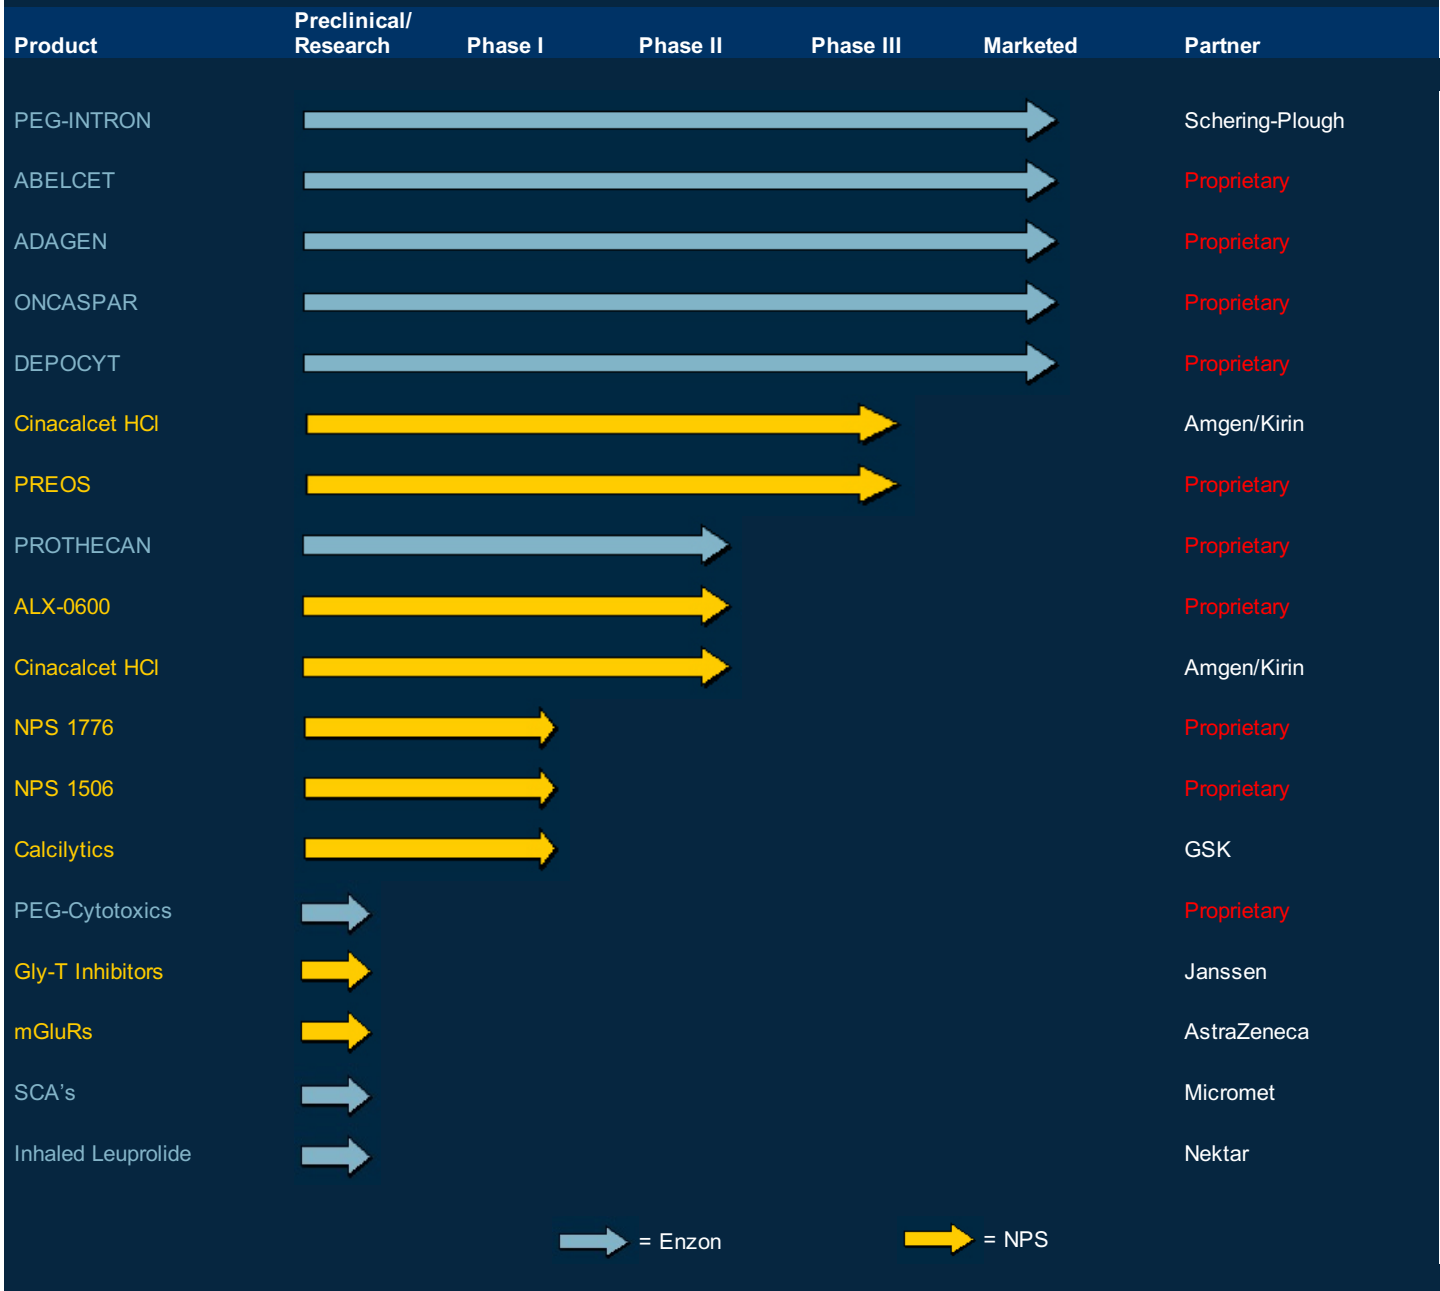 Product Preclinical/ Research Phase I Phase II Phase III Marketed Partner
PEG-INTRON Schering-Plough
ABELCET Proprietary
ADAGEN Proprietary
ONCASPAR Proprietary
DEPOCYT Proprietary
Cinacalcet HCl Amgen/Kirin
PREOS Proprietary
PROTHECAN Proprietary
ALX-0600 Proprietary
Cinacalcet HCl Amgen/Kirin
NPS 1776 Proprietary
NPS 1506 Proprietary
Calcilytics GSK
PEG-Cytotoxics Proprietary
Gly-T Inhibitors Janssen
mGluRs AstraZeneca
SCA’s Micromet
Inhaled Leuprolide Nektar
= Enzon = NPS